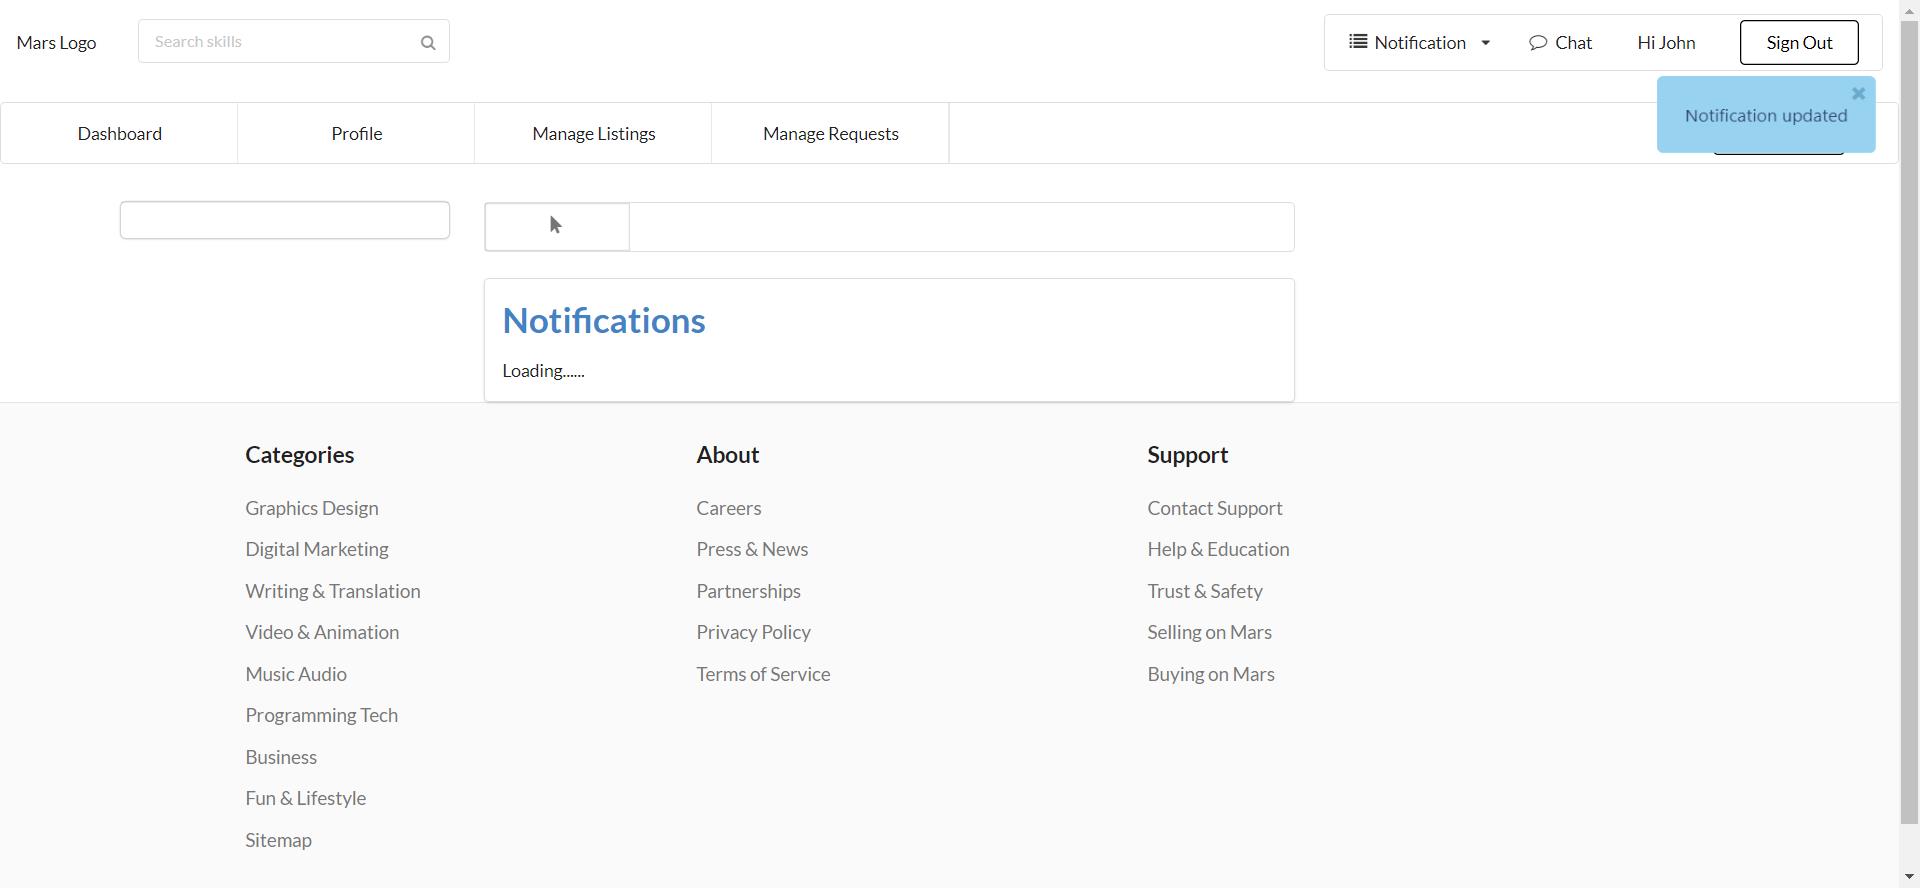 Mars Logo
Search skills
Notification
Chat
Hi John
Sign Out
Notification updated
Dashboard
Profile
Manage Listings
Manage Requests
Notifications
Loading......
Categories
Graphics Design
Digital Marketing
Writing & Translation
Video & Animation
Music Audio
Programming Tech
Business
Fun & Lifestyle
Sitemap
About
Careers
Press & News
Partnerships
Privacy Policy
Terms of Service
Support
Contact Support
Help & Education
Trust & Safety
Selling on Mars
Buying on Mars